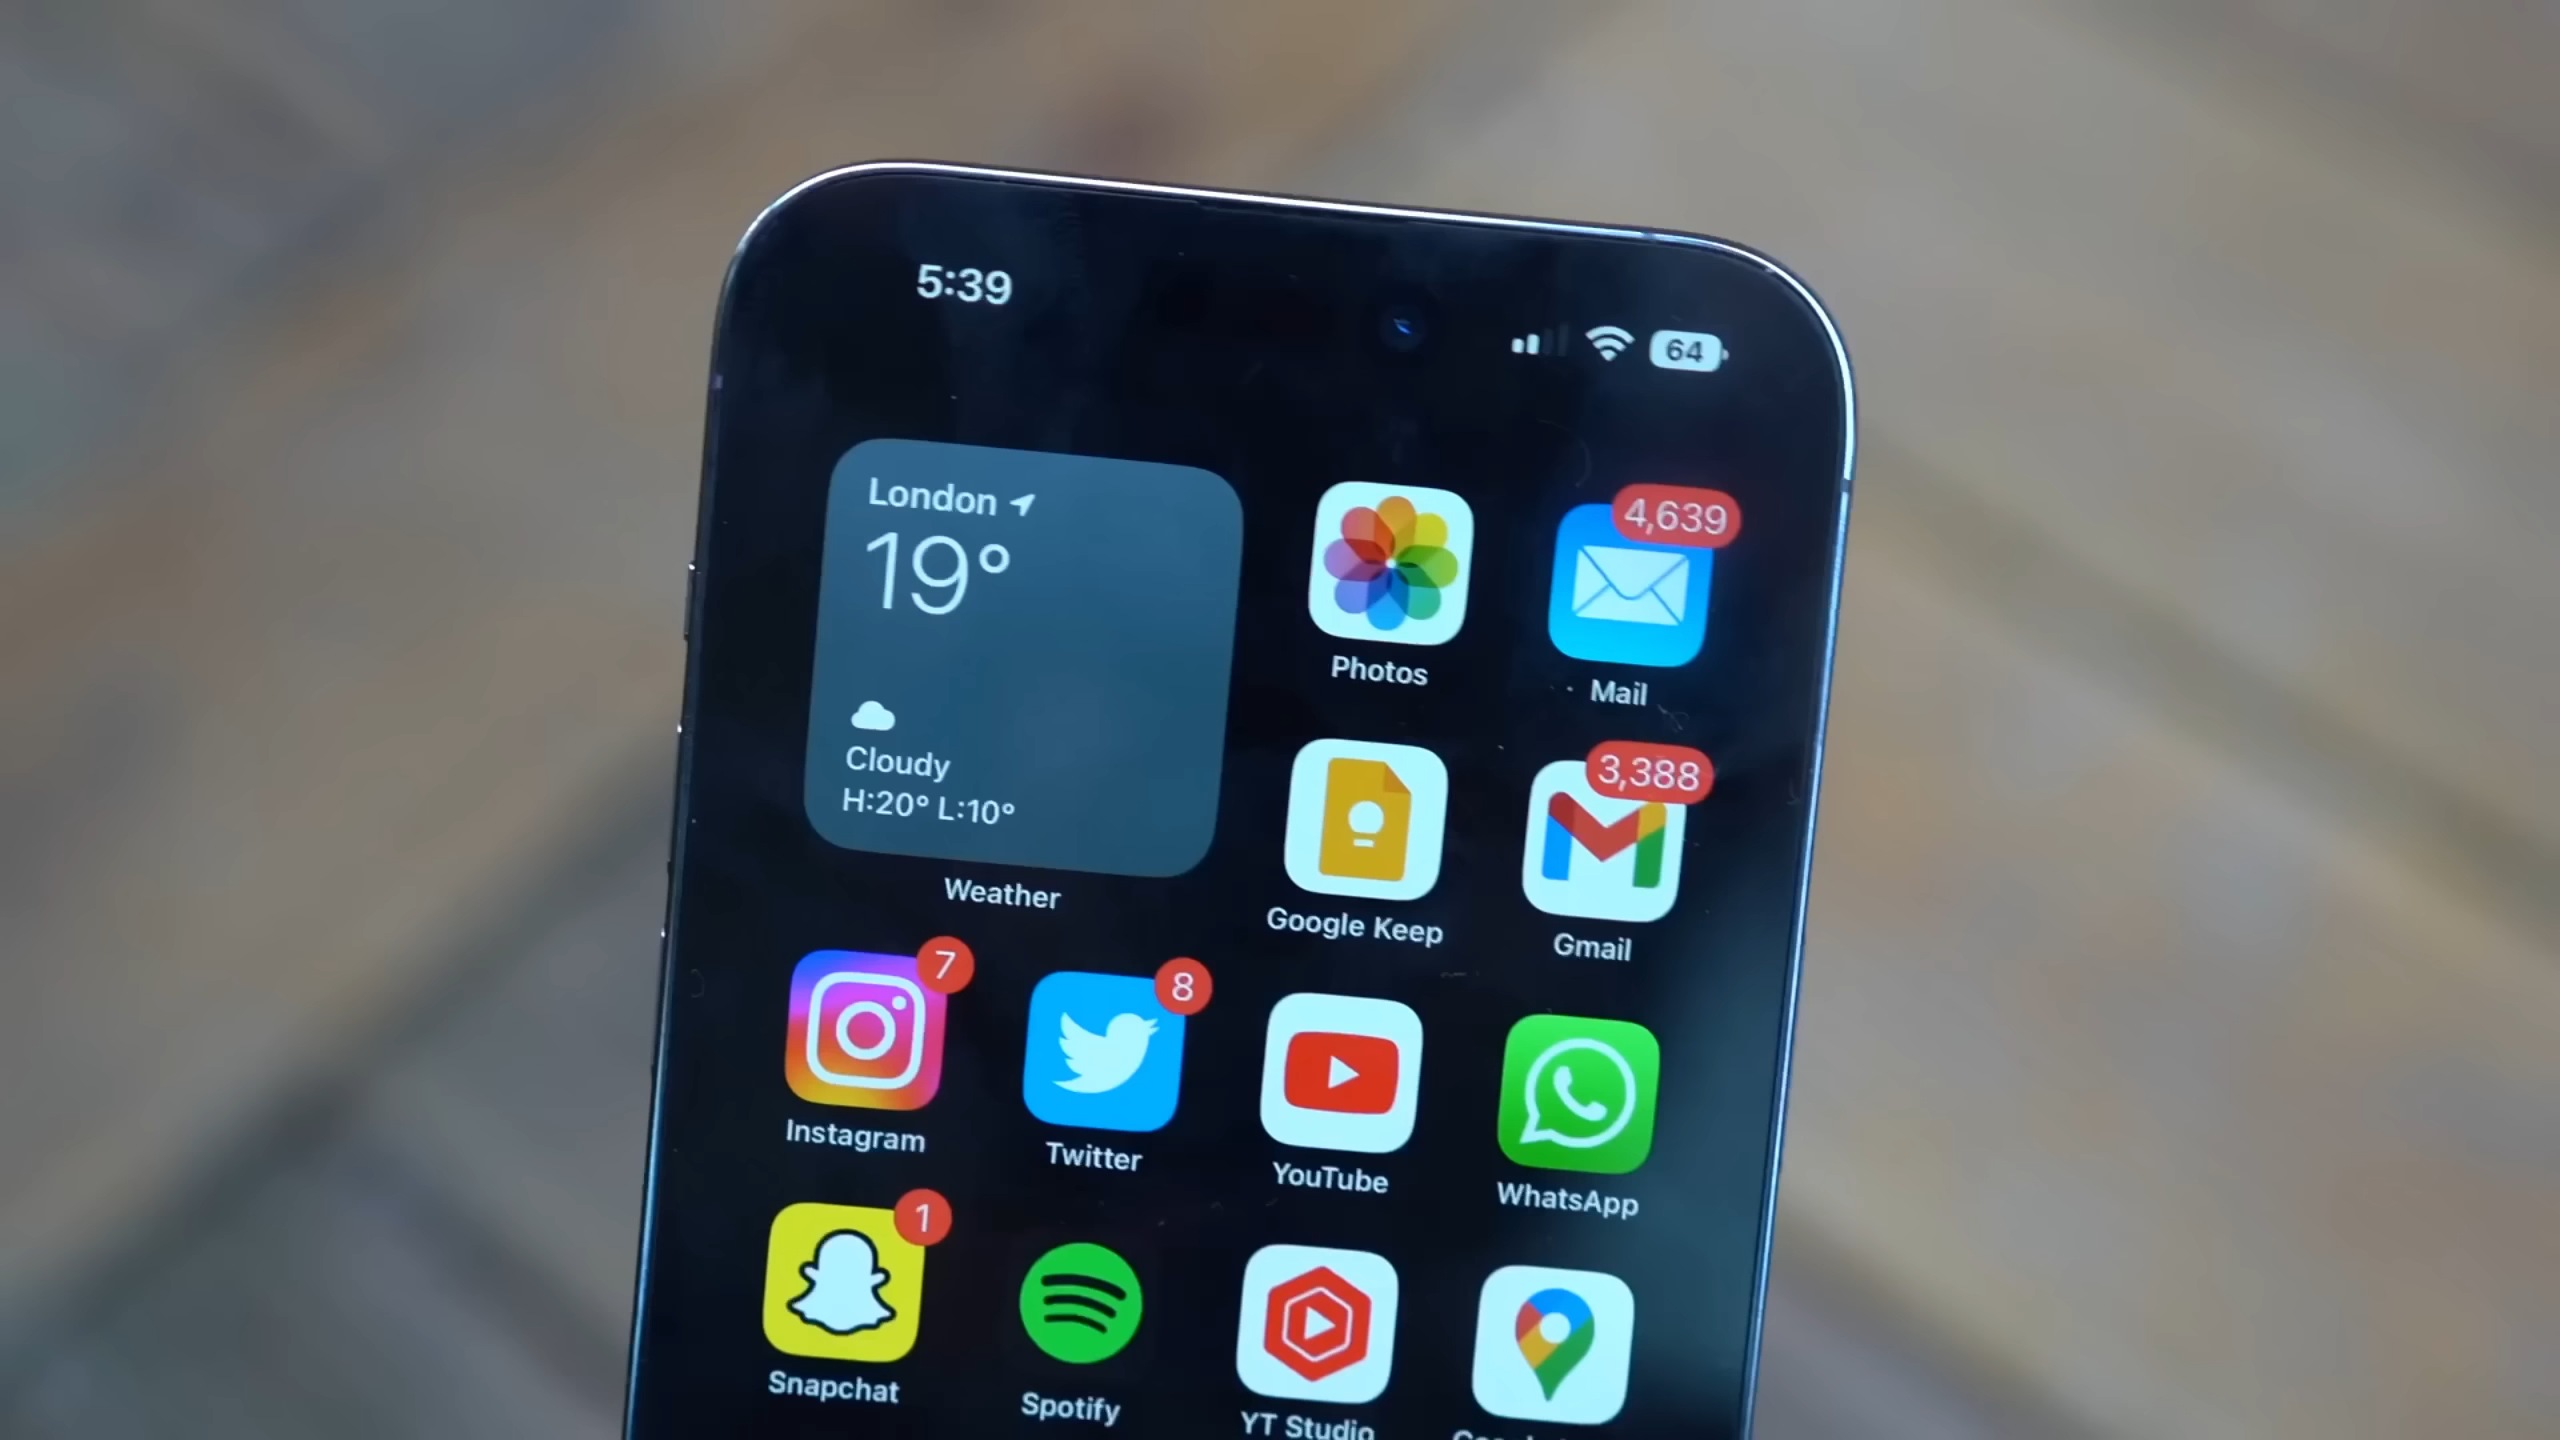 5:39
64
London
19°
Cloudy
H:20° L:10°
Weather
Photos
4,639
Mail
Google Keep
3,388
Gmail
7
Instagram
8
Twitter
YouTube
WhatsApp
1
Snapchat
Spotify
YT Studio